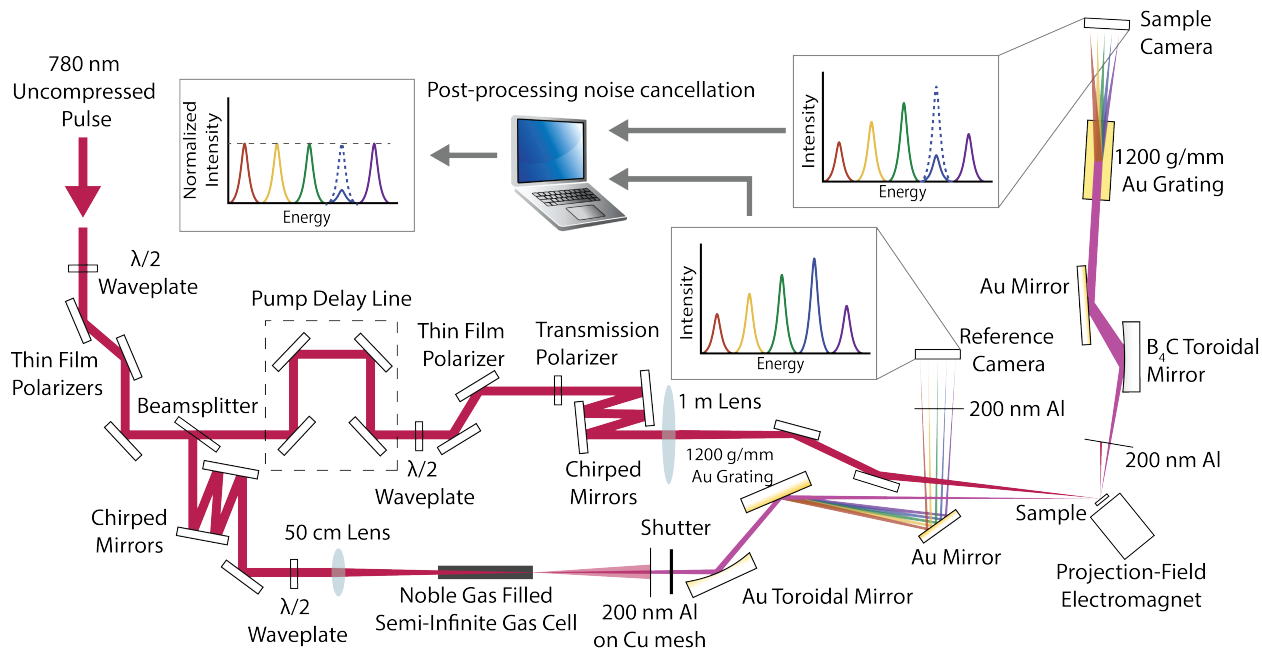 780 nm
Uncompressed
Pulse
λ/2
Waveplate
Thin Film
Polarizers
Normalized
Intensity
Energy
Post-processing noise cancellation
Intensity
Energy
Sample
Camera
1200 g/mm
Au Grating
Intensity
Energy
Au Mirror
B4C Toroidal
Mirror
Reference
Camera
200 nm Al
200 nm Al
Pump Delay Line
Thin Film
Polarizer
Transmission
Polarizer
Beamsplitter
λ/2
Waveplate
Chirped
Mirrors
1 m Lens
1200 g/mm
Au Grating
Chirped
Mirrors
50 cm Lens
λ/2
Waveplate
Noble Gas Filled
Semi-Infinite Gas Cell
Shutter
200 nm Al
on Cu mesh
Au Toroidal Mirror
Au Mirror
Sample
Projection-Field
Electromagnet